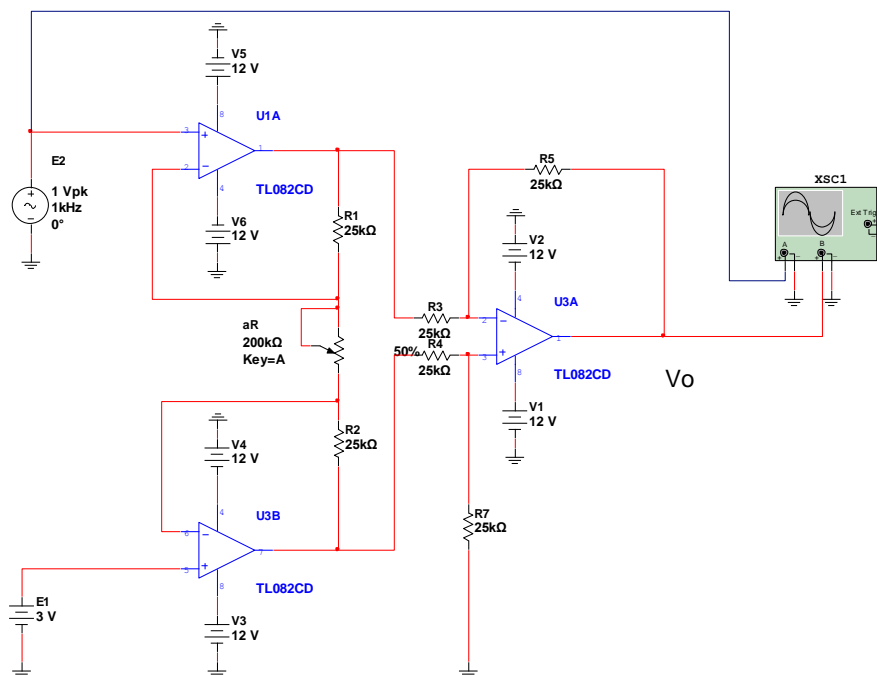 V5
12 V
8
U1A
3
+
1
2
−
E2
TL082CD
4
1 Vpk
1kHz
0°
V6
12 V
R1
25kΩ
R5
25kΩ
XSC1
Ext Trig
+
−
A
B
+
−
+
−
V2
12 V
4
U3A
R3
25kΩ
2
−
aR
200kΩ
Key=A
50%
R4
25kΩ
3
+
1
TL082CD
8
Vo
V1
12 V
R2
25kΩ
V4
12 V
4
U3B
6
−
7
5
+
TL082CD
8
R7
25kΩ
E1
3 V
V3
12 V